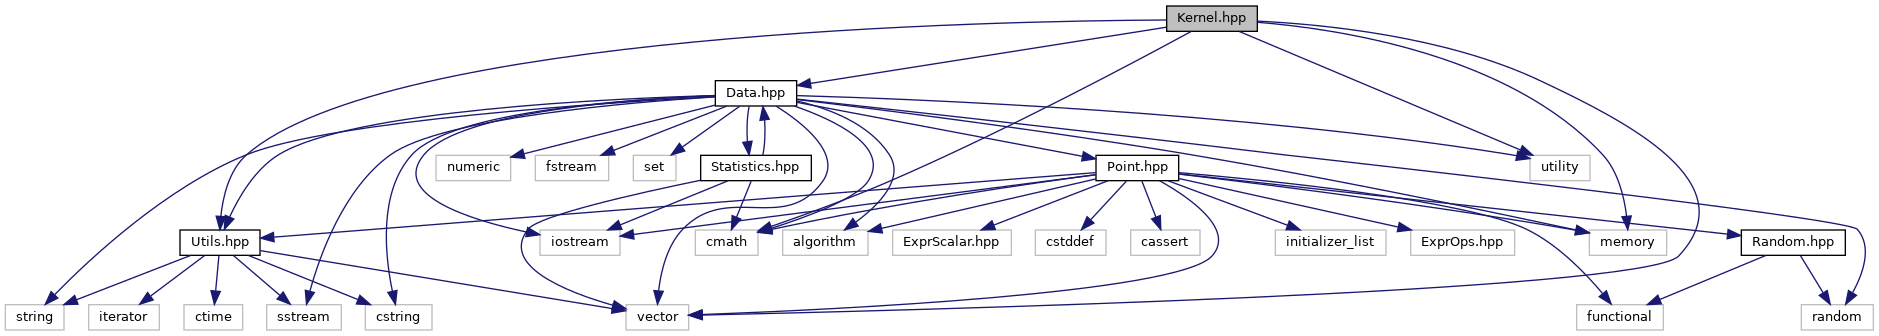 Kernel.hpp
Data.hpp
numeric
fstream
set
Statistics.hpp
Point.hpp
utility
Utils.hpp
iostream
cmath
algorithm
ExprScalar.hpp
cstddef
cassert
initializer_list
ExprOps.hpp
memory
Random.hpp
string
iterator
ctime
sstream
cstring
vector
functional
random